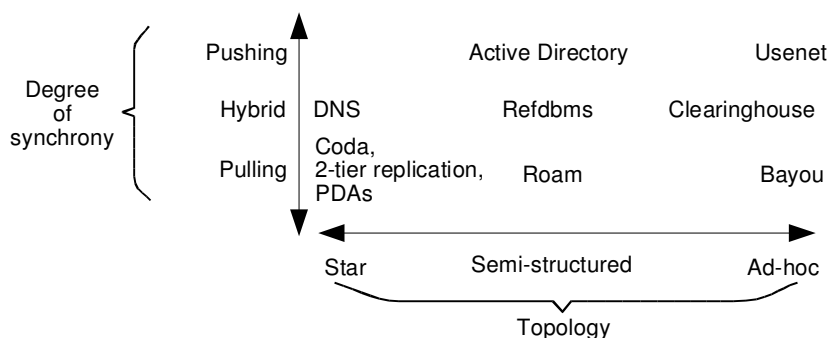 Pushing Active Directory Usenet
Degree
of
synchrony
Hybrid DNS Refdbms Clearinghouse
Coda,
2-tier replication,
PDAs
Pulling Roam Bayou
Star Semi-structured Ad-hoc
Topology